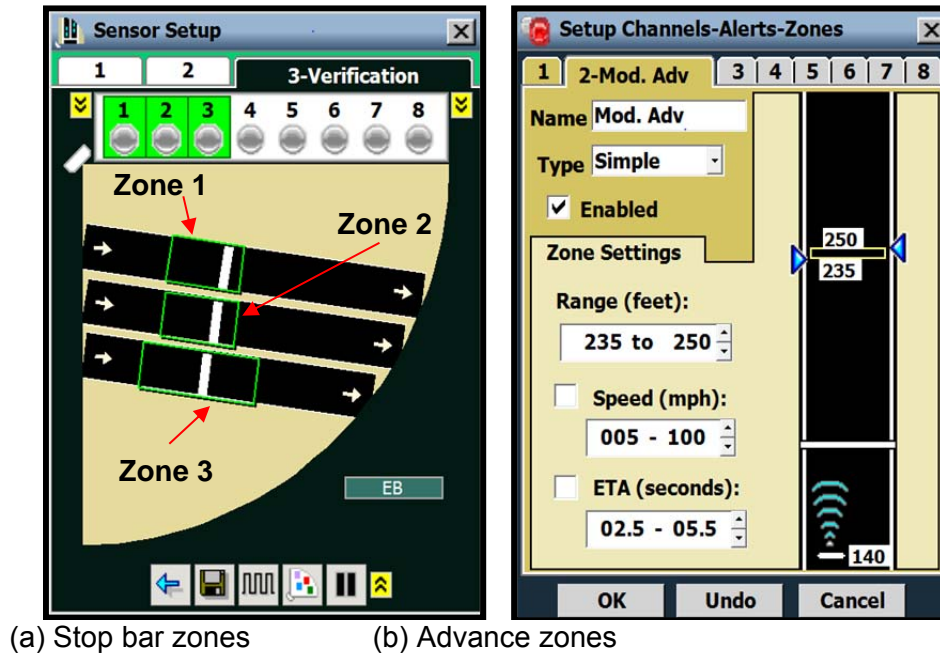 Sensor Setup
1 2 3-Verification
1 2 3 4 5 6 7 8
Zone 1
Zone 2
Zone 3
EB
Setup Channels-Alerts-Zones
1 2-Mod. Adv 3 4 5 6 7 8
Name Mod. Adv
Type Simple
Enabled
Zone Settings
Range (feet):
235 to 250
Speed (mph):
005 - 100
ETA (seconds):
02.5 - 05.5
250
235
140
OK Undo Cancel
(a) Stop bar zones (b) Advance zones